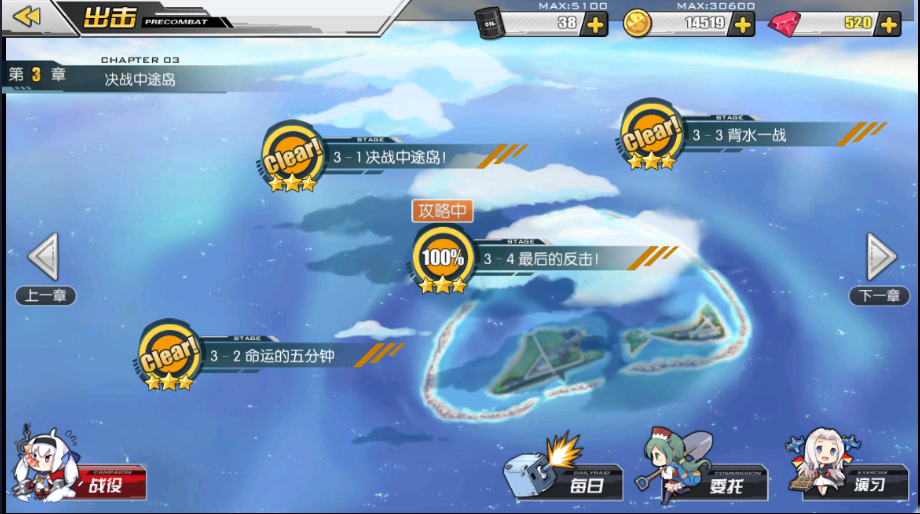 出击 PRECOMBAT
MAX:5100
38
MAX:30600
14519
520
OIL
CHAPTER 03
第 3 章
决战中途岛
STAGE
Clear!
3-1决战中途岛!
STAGE
Clear!
3-3背水一战
攻略中
STAGE
100%
3-4最后的反击!
上一章
下一章
STAGE
Clear!
3-2命运的五分钟
CAMPAIGN
战役
DAILYRAID
每日
COMMISSION
委托
EXERCISE
演习